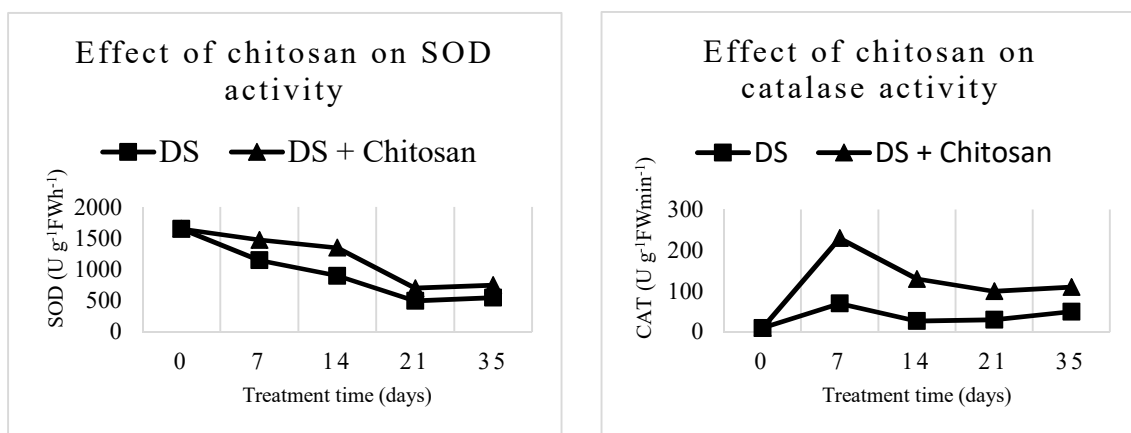 Effect of chitosan on SOD
activity
DS DS + Chitosan
SOD (U g-1FWh-1)
2000
1500
1000
500
0
0 7 14 21 35
Treatment time (days)
Effect of chitosan on
catalase activity
DS DS + Chitosan
CAT (U g-1FWmin-1)
300
200
100
0
0 7 14 21 35
Treatment time (days)